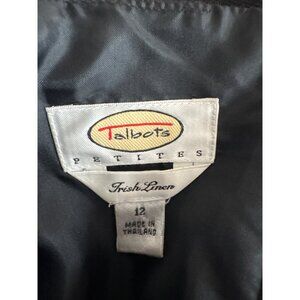 Talbots
PETITES
Irish Linen
12
MADE IN
THAILAND